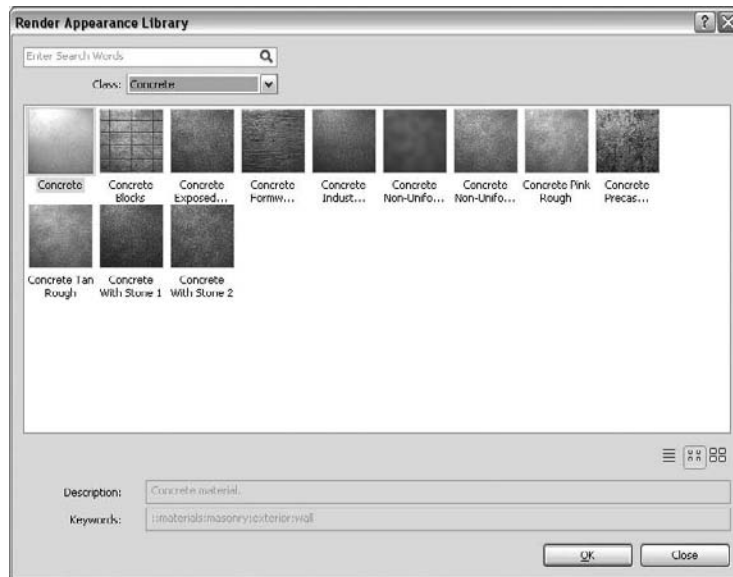 Render Appearance Library
Enter Search Words
Class: Concrete
Concrete
Concrete Blocks
Concrete Exposed...
Concrete Formw...
Concrete Indust...
Concrete Non-Unifo...
Concrete Non-Unifo...
Concrete Pink Rough
Concrete Precas...
Concrete Tan Rough
Concrete With Stone 1
Concrete With Stone 2
Description: Concrete material.
Keywords: ::materials:masonry:exterior:wall
OK
Close